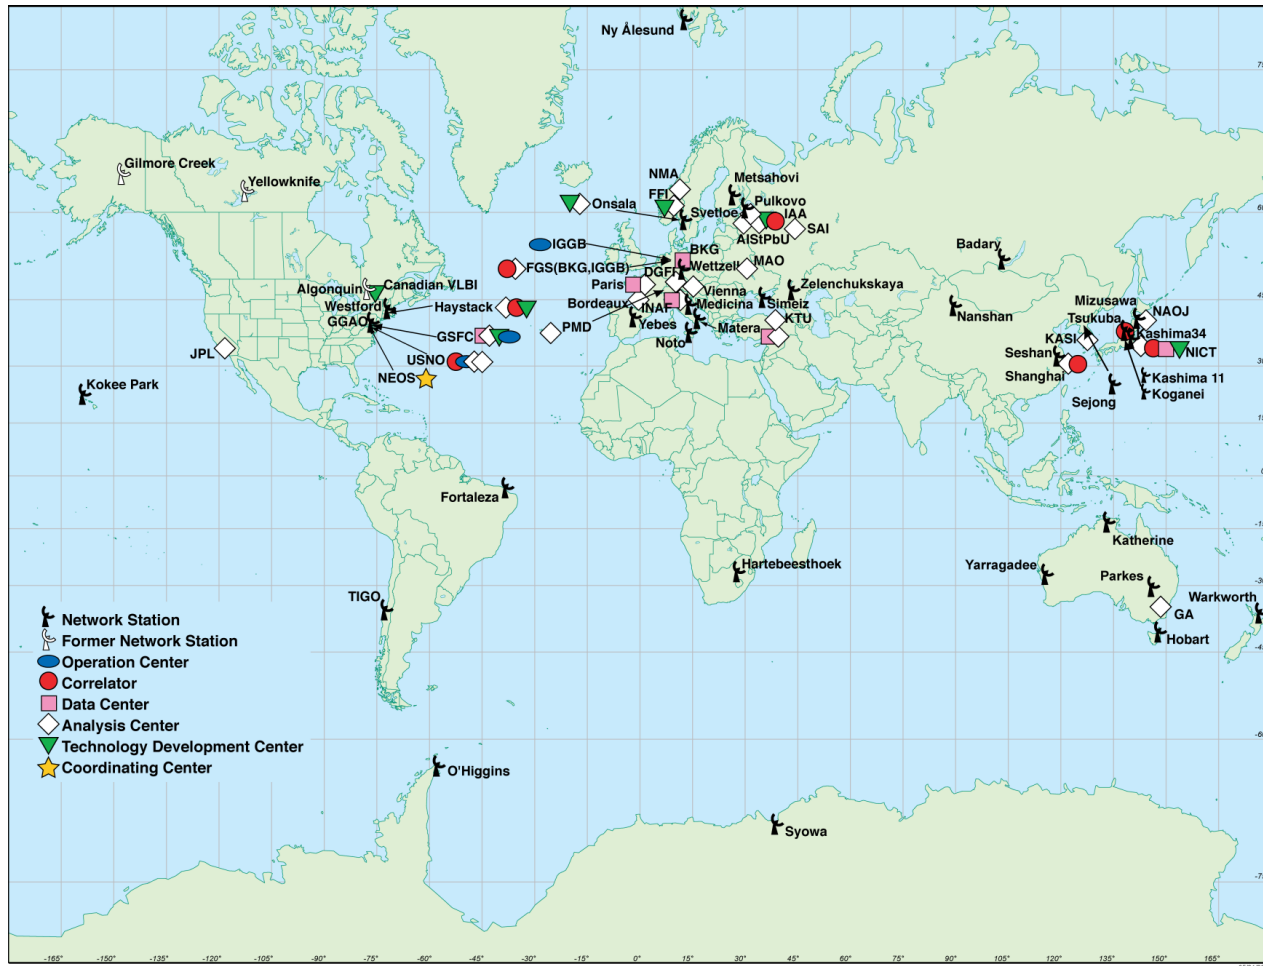 Ny Ålesund
Gilmore Creek
Yellowknife
NMA
Metsahovi
FFI
Pulkovo
Onsala
Svetloe
IAA
SAI
AIStPbU
IGGB
BKG
Badary
FGS(BKG,IGGB)
Wettzell
MAO
DGFI
Algonquin
Canadian VLBI
Paris
Vienna
Zelenchukskaya
Westford
Haystack
Bordeaux
INAF
Medicina
Simeiz
Nanshan
Mizusawa
GGAO
Tsukuba
NAOJ
GSFC
PMD
Yebes
Matera
KTU
Kashima34
JPL
Noto
KASI
NICT
USNO
Seshan
NEOS
Shanghai
Kashima 11
Kokee Park
Sejong
Koganei
Fortaleza
Katherine
Hartebeesthoek
Yarragadee
Parkes
TIGO
Warkworth
GA
Hobart
Network Station
Former Network Station
Operation Center
Correlator
Data Center
Analysis Center
Technology Development Center
Coordinating Center
O'Higgins
Syowa
-165° -150° -135° -120° -105° -90° -75° -60° -45° -30° -15° 0° 15° 30° 45° 60° 75° 90° 105° 120° 135° 150° 165°